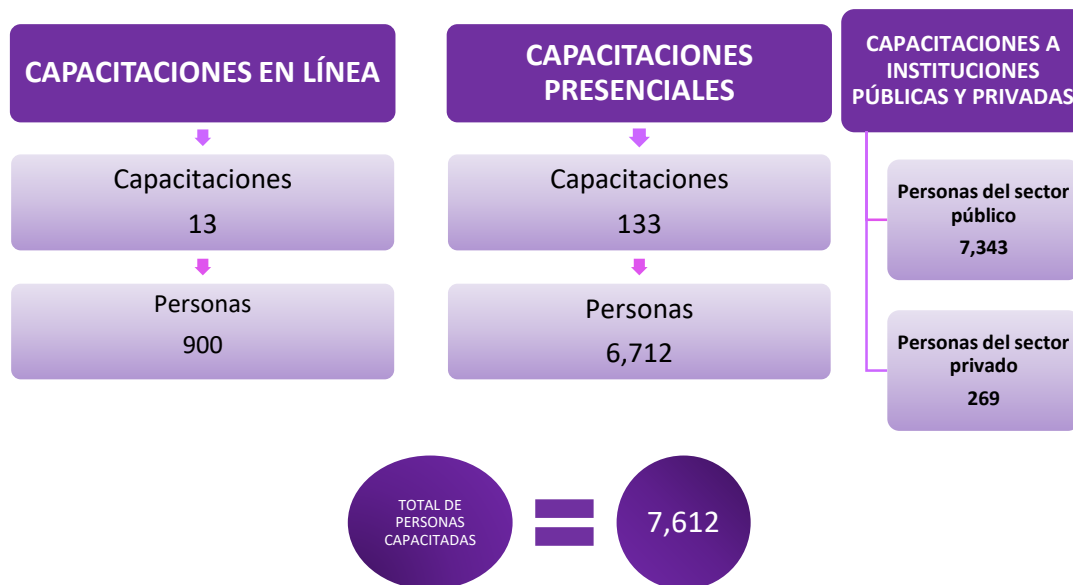 CAPACITACIONES EN LÍNEA
Capacitaciones
13
Personas
900
CAPACITACIONES
PRESENCIALES
Capacitaciones
133
Personas
6,712
CAPACITACIONES A
INSTITUCIONES
PÚBLICAS Y PRIVADAS
Personas del sector
público
7,343
Personas del sector
privado
269
TOTAL DE
PERSONAS
CAPACITADAS
7,612